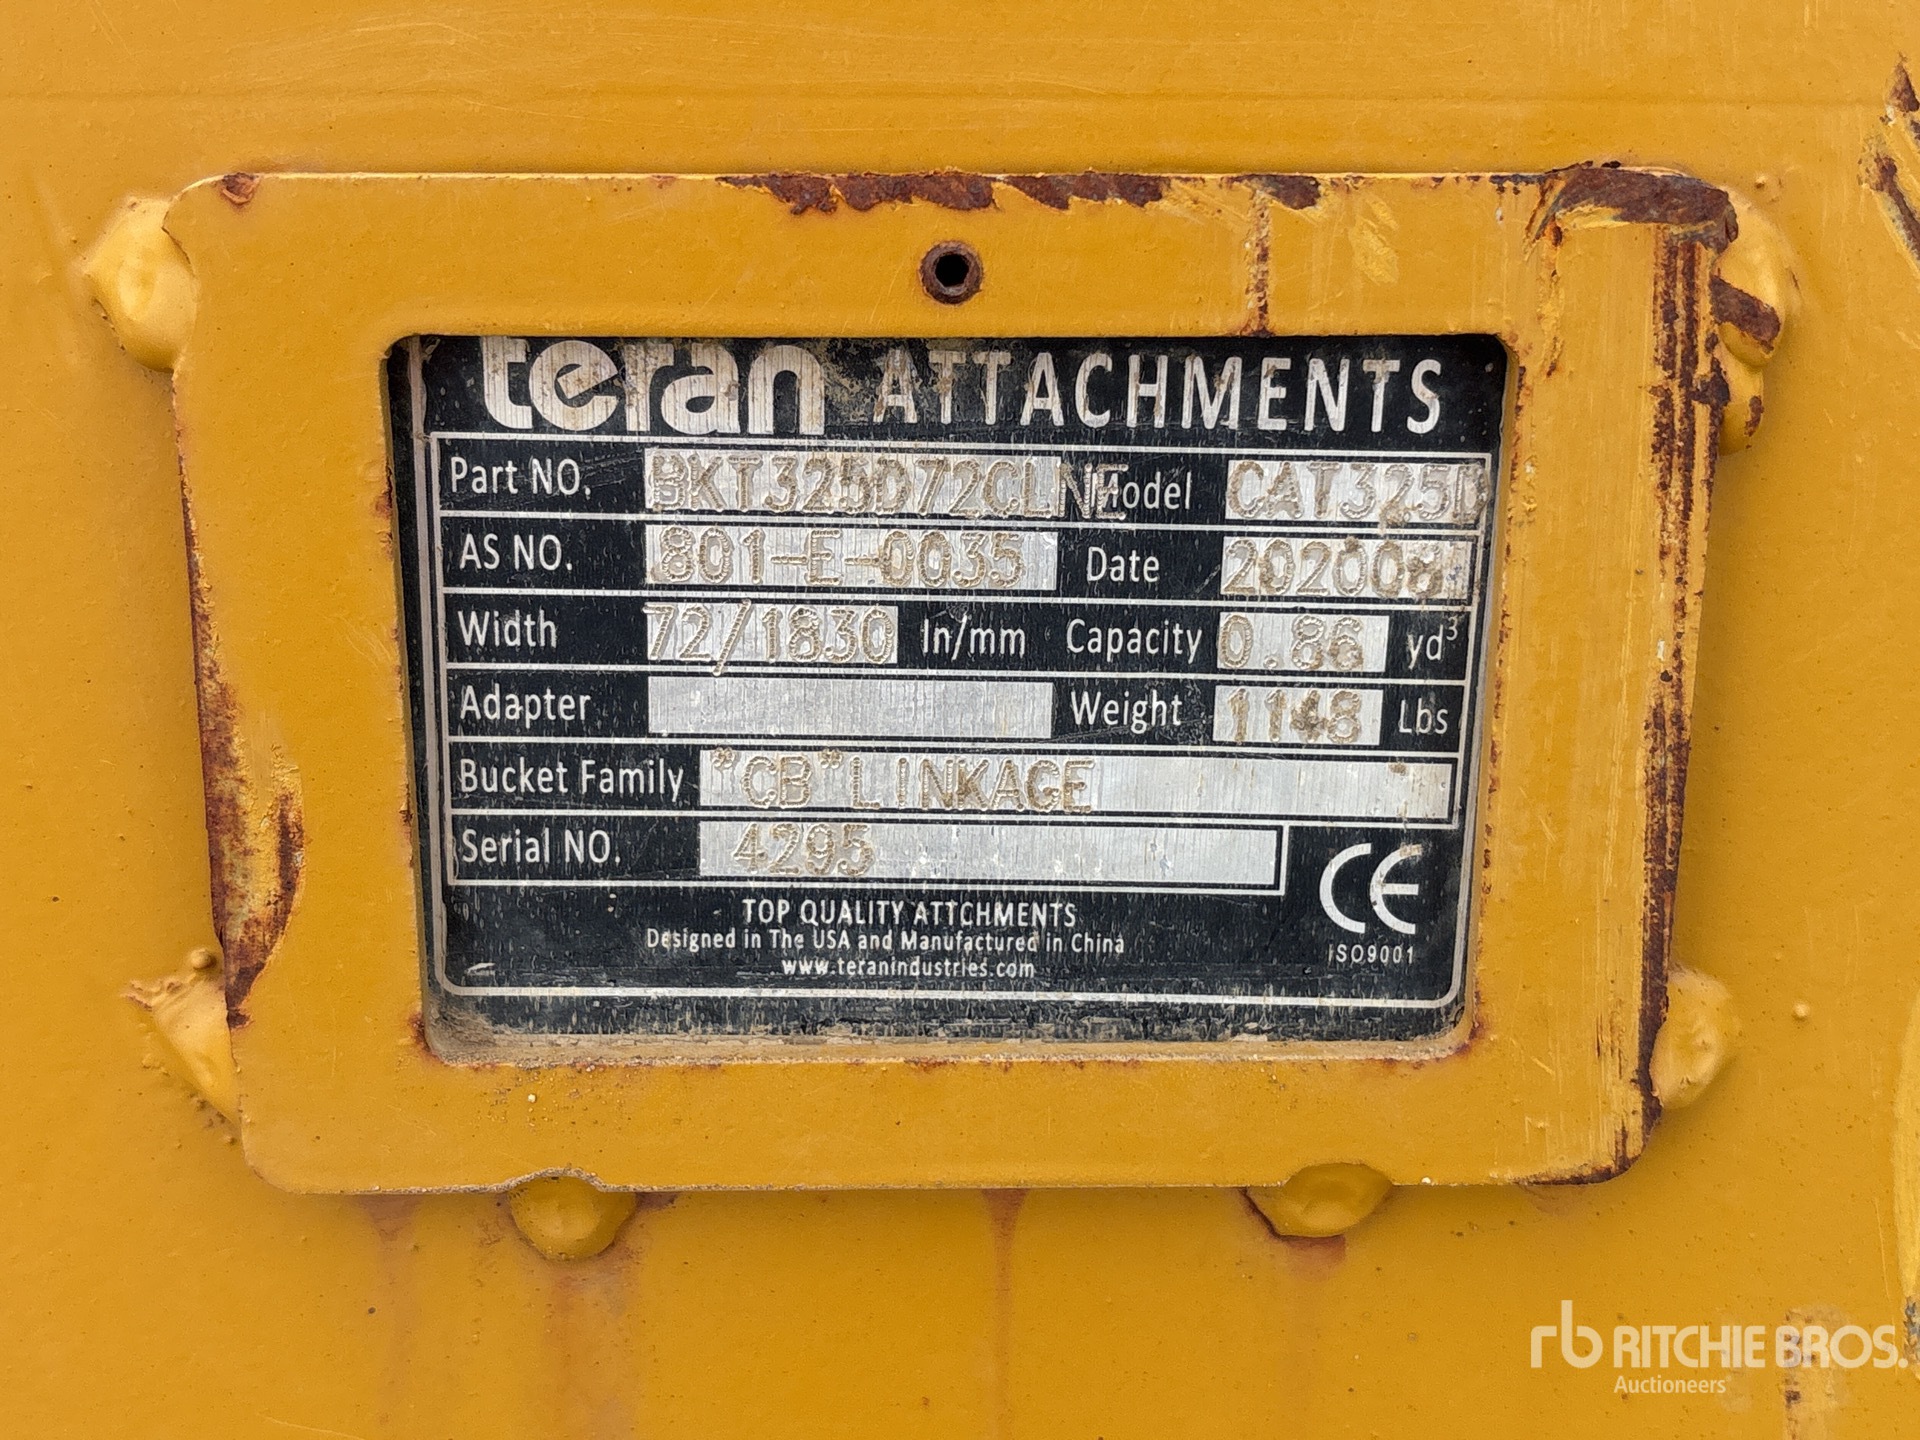 teran ATTACHMENTS
Part NO. BKT325D72CLNE Model CAT325D
AS NO. 801-E-0035 Date 202008
Width 72/1830 In/mm Capacity 0.86 yd³
Adapter Weight 1148 Lbs
Bucket Family "CB"LINKAGE
Serial NO. 4295
CE
ISO9001
TOP QUALITY ATTCHMENTS
Designed in The USA and Manufactured in China
www.teranindustries.com
rb RITCHIE BROS.
Auctioneers